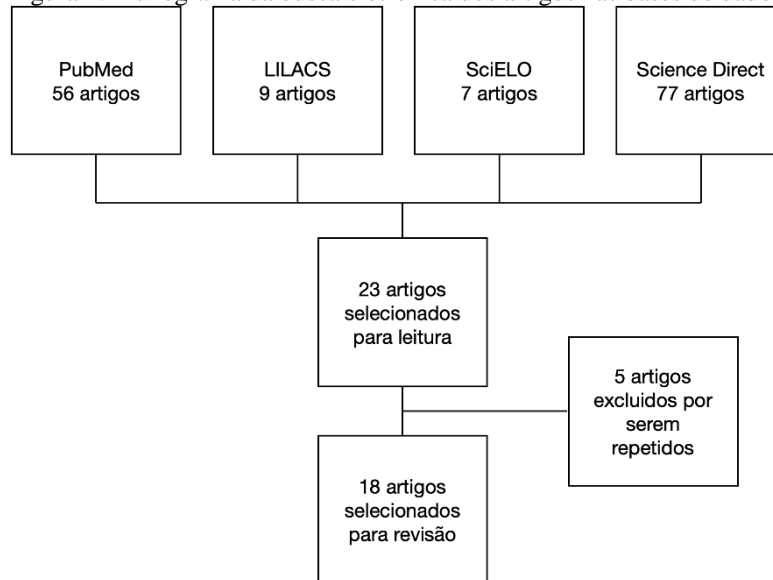 PubMed
56 artigos
LILACS
9 artigos
SciELO
7 artigos
Science Direct
77 artigos
23 artigos
selecionados
para leitura
5 artigos
excluidos por
serem
repetidos
18 artigos
selecionados
para revisão